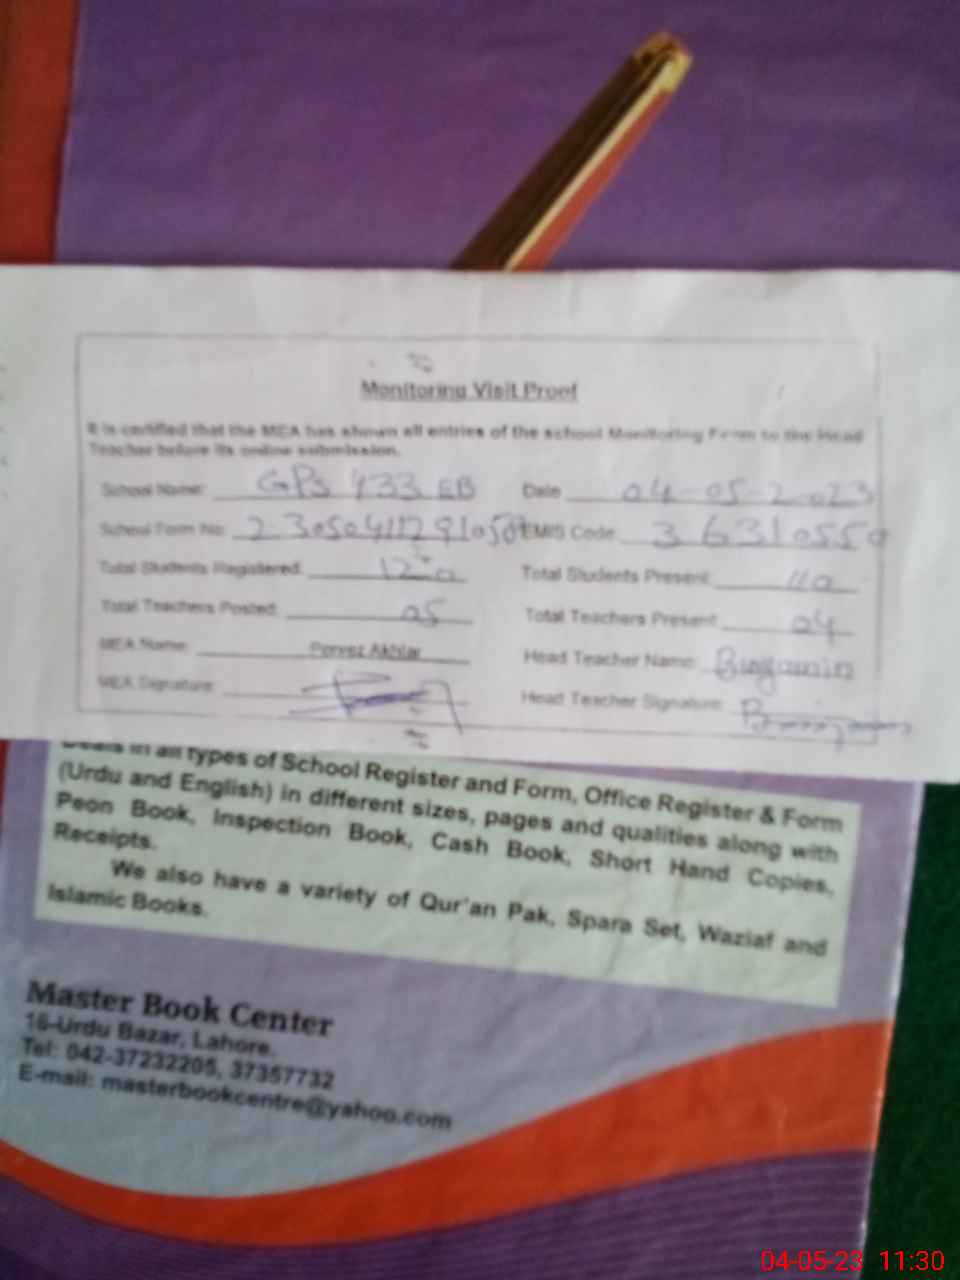 Monitoring Visit Proof
It is certified that the MEA has shown all entries of the school Monitoring Form to the Head
Teacher before its online submission.
School Name: GPS 433 EB Date 04-05-2023
School Form No: EMIS Code: 36310550
Total Students Registered: 120 Total Students Present: 110
Total Teachers Posted: 05 Total Teachers Present: 04
MEA Name: Pervez Akhtar Head Teacher Name: Binyamin
MEA Signature: Head Teacher Signature:
Deals in all types of School Register and Form, Office Register & Form
(Urdu and English) in different sizes, pages and qualities along with
Peon Book, Inspection Book, Cash Book, Short Hand Copies,
Receipts.
We also have a variety of Qur'an Pak, Spara Set, Waziaf and
Islamic Books.
Master Book Center
16-Urdu Bazar, Lahore.
Tel: 042-37232205, 37357732
E-mail: masterbookcentre@yahoo.com
04-05-23 11:30